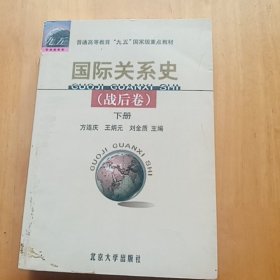 九五
普通高等教育“九五”国家级重点教材
国际关系史
GUOJI GUANXI SHI
（战后卷）
下册
方连庆 王炳元 刘金质 主编
GUOJI GUANXI SHI
北京大学出版社